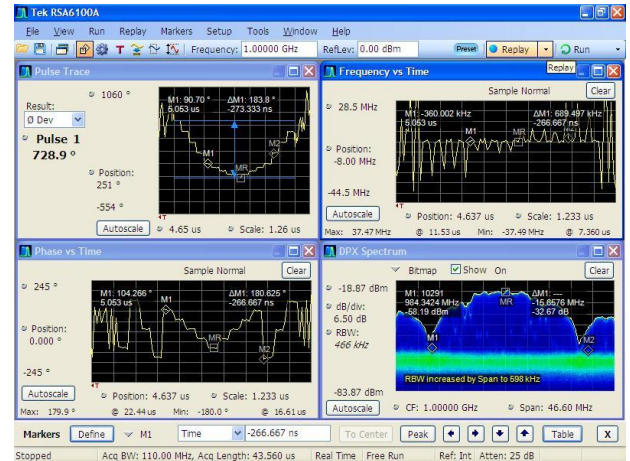 Tek RSA6100A
File View Run Replay Markers Setup Tools Window Help
Frequency: 1.00000 GHz RefLev: 0.00 dBm Preset Replay Run
Replay
Pulse Trace
1060 °
Result:
Ø Dev
Pulse 1
728.9 °
Position:
251 °
-554 °
M1: 90.70 ° ΔM1: 183.8 °
5.053 us -273.333 ns
M1
MR
M2
T
Autoscale 4.65 us Scale: 1.26 us
Frequency vs Time
Sample Normal Clear
28.5 MHz
Position:
-8.00 MHz
-44.5 MHz
M1: -360.002 kHz ΔM1: 689.497 kHz
5.053 us -266.667 ns
M1 MR M2
T
Autoscale Position: 4.637 us Scale: 1.233 us
Max: 37.47 MHz @ 11.53 us Min: -37.49 MHz @ 7.360 us
Phase vs Time
Sample Normal Clear
245 °
Position:
0.000 °
-245 °
M1: 104.266 ° ΔM1: 180.625 °
5.053 us -266.667 ns
M1
MR
M2
T
Autoscale Position: 4.637 us Scale: 1.233 us
Max: 179.9 ° @ 22.44 us Min: -180.0 ° @ 16.61 us
DPX Spectrum
Bitmap Show On Clear
-18.87 dBm
dB/div:
6.50 dB
RBW:
466 kHz
-83.87 dBm
M1: 10291 ΔM1: ---
984.3424 MHz -15.6576 MHz
-58.19 dBm -32.67 dB
MR
M1
M2
RBW increased by Span to 598 kHz
Autoscale CF: 1.00000 GHz Span: 46.60 MHz
Markers Define M1 Time -266.667 ns To Center Peak Table X
Stopped Acq BW: 110.00 MHz, Acq Length: 43.560 us Real Time Free Run Ref: Int Atten: 25 dB